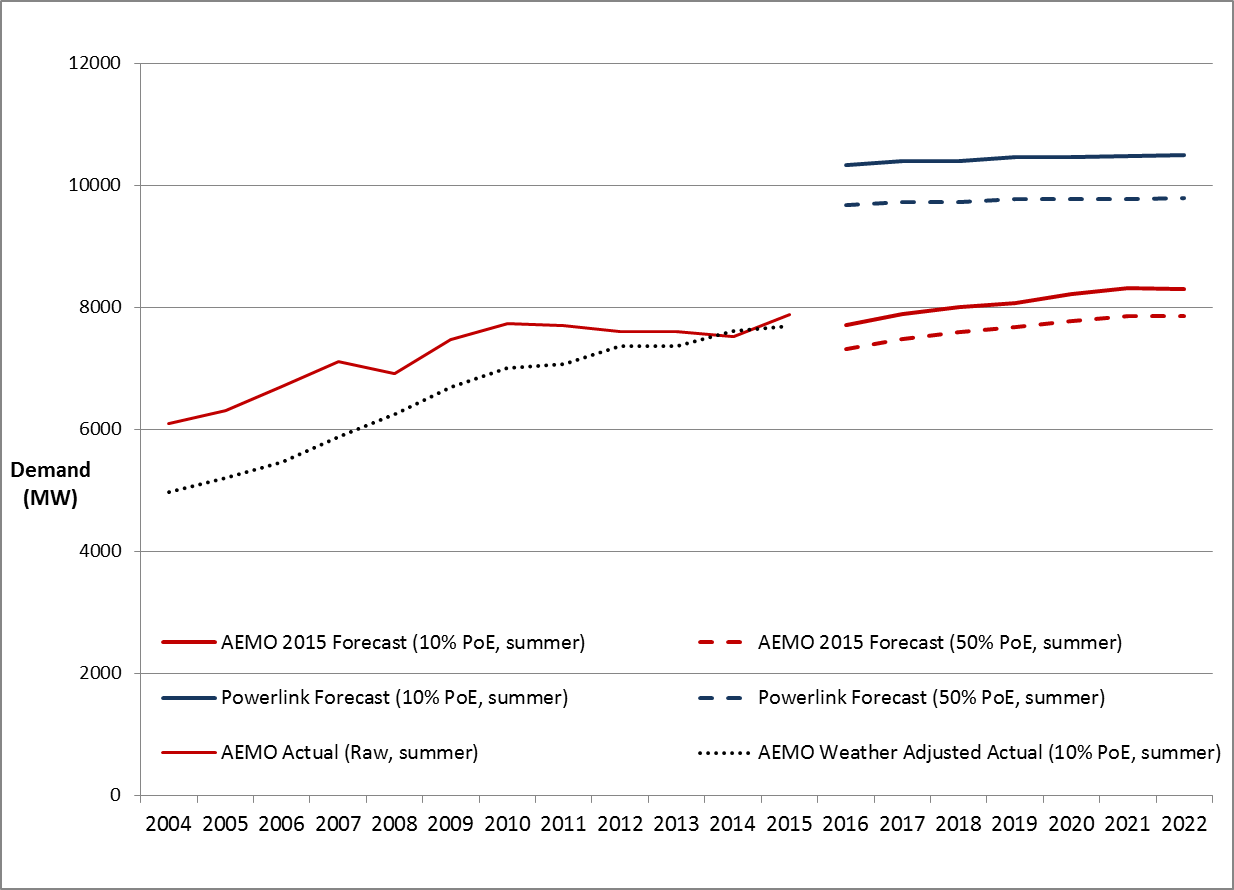 12000
10000
8000
6000
Demand
(MW)
4000
AEMO 2015 Forecast (10% PoE, summer) AEMO 2015 Forecast (50% PoE, summer)
2000
Powerlink Forecast (10% PoE, summer) Powerlink Forecast (50% PoE, summer)
AEMO Actual (Raw, summer) AEMO Weather Adjusted Actual (10% PoE, summer)
0
2004 2005 2006 2007 2008 2009 2010 2011 2012 2013 2014 2015 2016 2017 2018 2019 2020 2021 2022